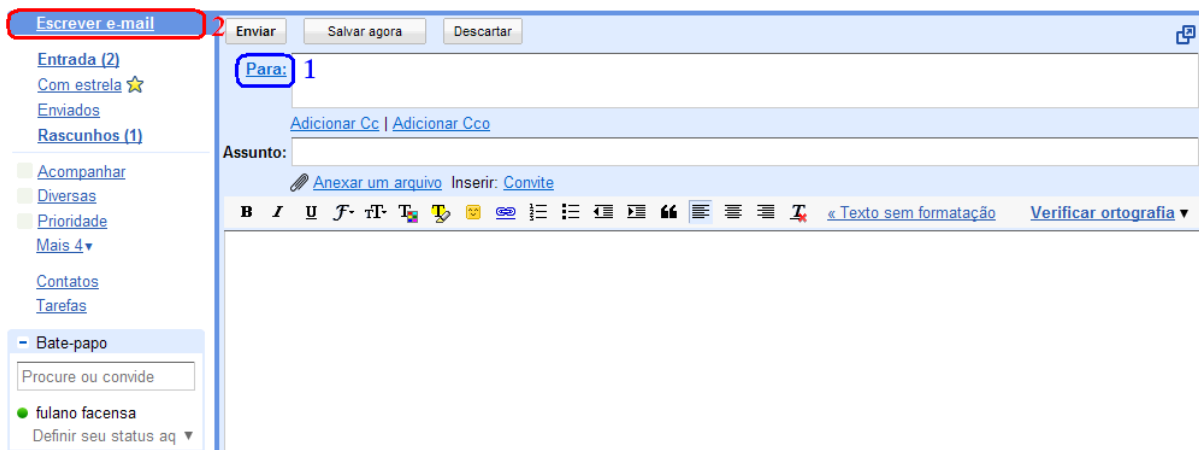 Escrever e-mail 2
Enviar Salvar agora Descartar
Entrada (2)
Para: 1
Com estrela
Enviados
Adicionar Cc | Adicionar Cco
Rascunhos (1)
Assunto:
Acompanhar
Anexar um arquivo Inserir: Convite
Diversas
B I U F T T T « Texto sem formatação Verificar ortografia
Prioridade
Mais 4
Contatos
Tarefas
Bate-papo
Procure ou convide
fulano facensa
Definir seu status aq